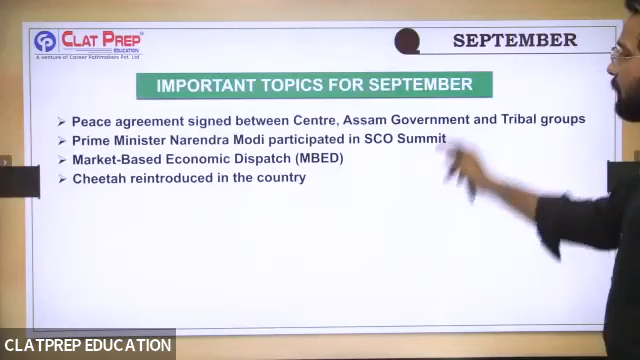 CP CLAT PREP
EDUCATION
A venture of Career Pathmakers Pvt. Ltd.
SEPTEMBER
IMPORTANT TOPICS FOR SEPTEMBER
➢ Peace agreement signed between Centre, Assam Government and Tribal groups
➢ Prime Minister Narendra Modi participated in SCO Summit
➢ Market-Based Economic Dispatch (MBED)
➢ Cheetah reintroduced in the country
CLATPREP EDUCATION